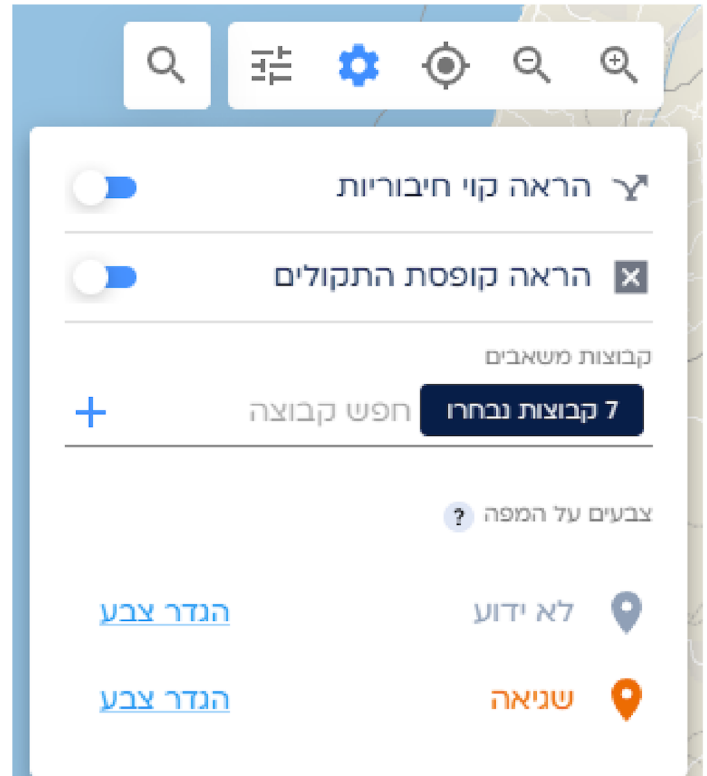 הראה קוי חיבוריות
הראה קופסת התקולים
קבוצות משאבים
7 קבוצות נבחרו חפש קבוצה +
צבעים על המפה ?
לא ידוע הגדר צבע
שגיאה הגדר צבע